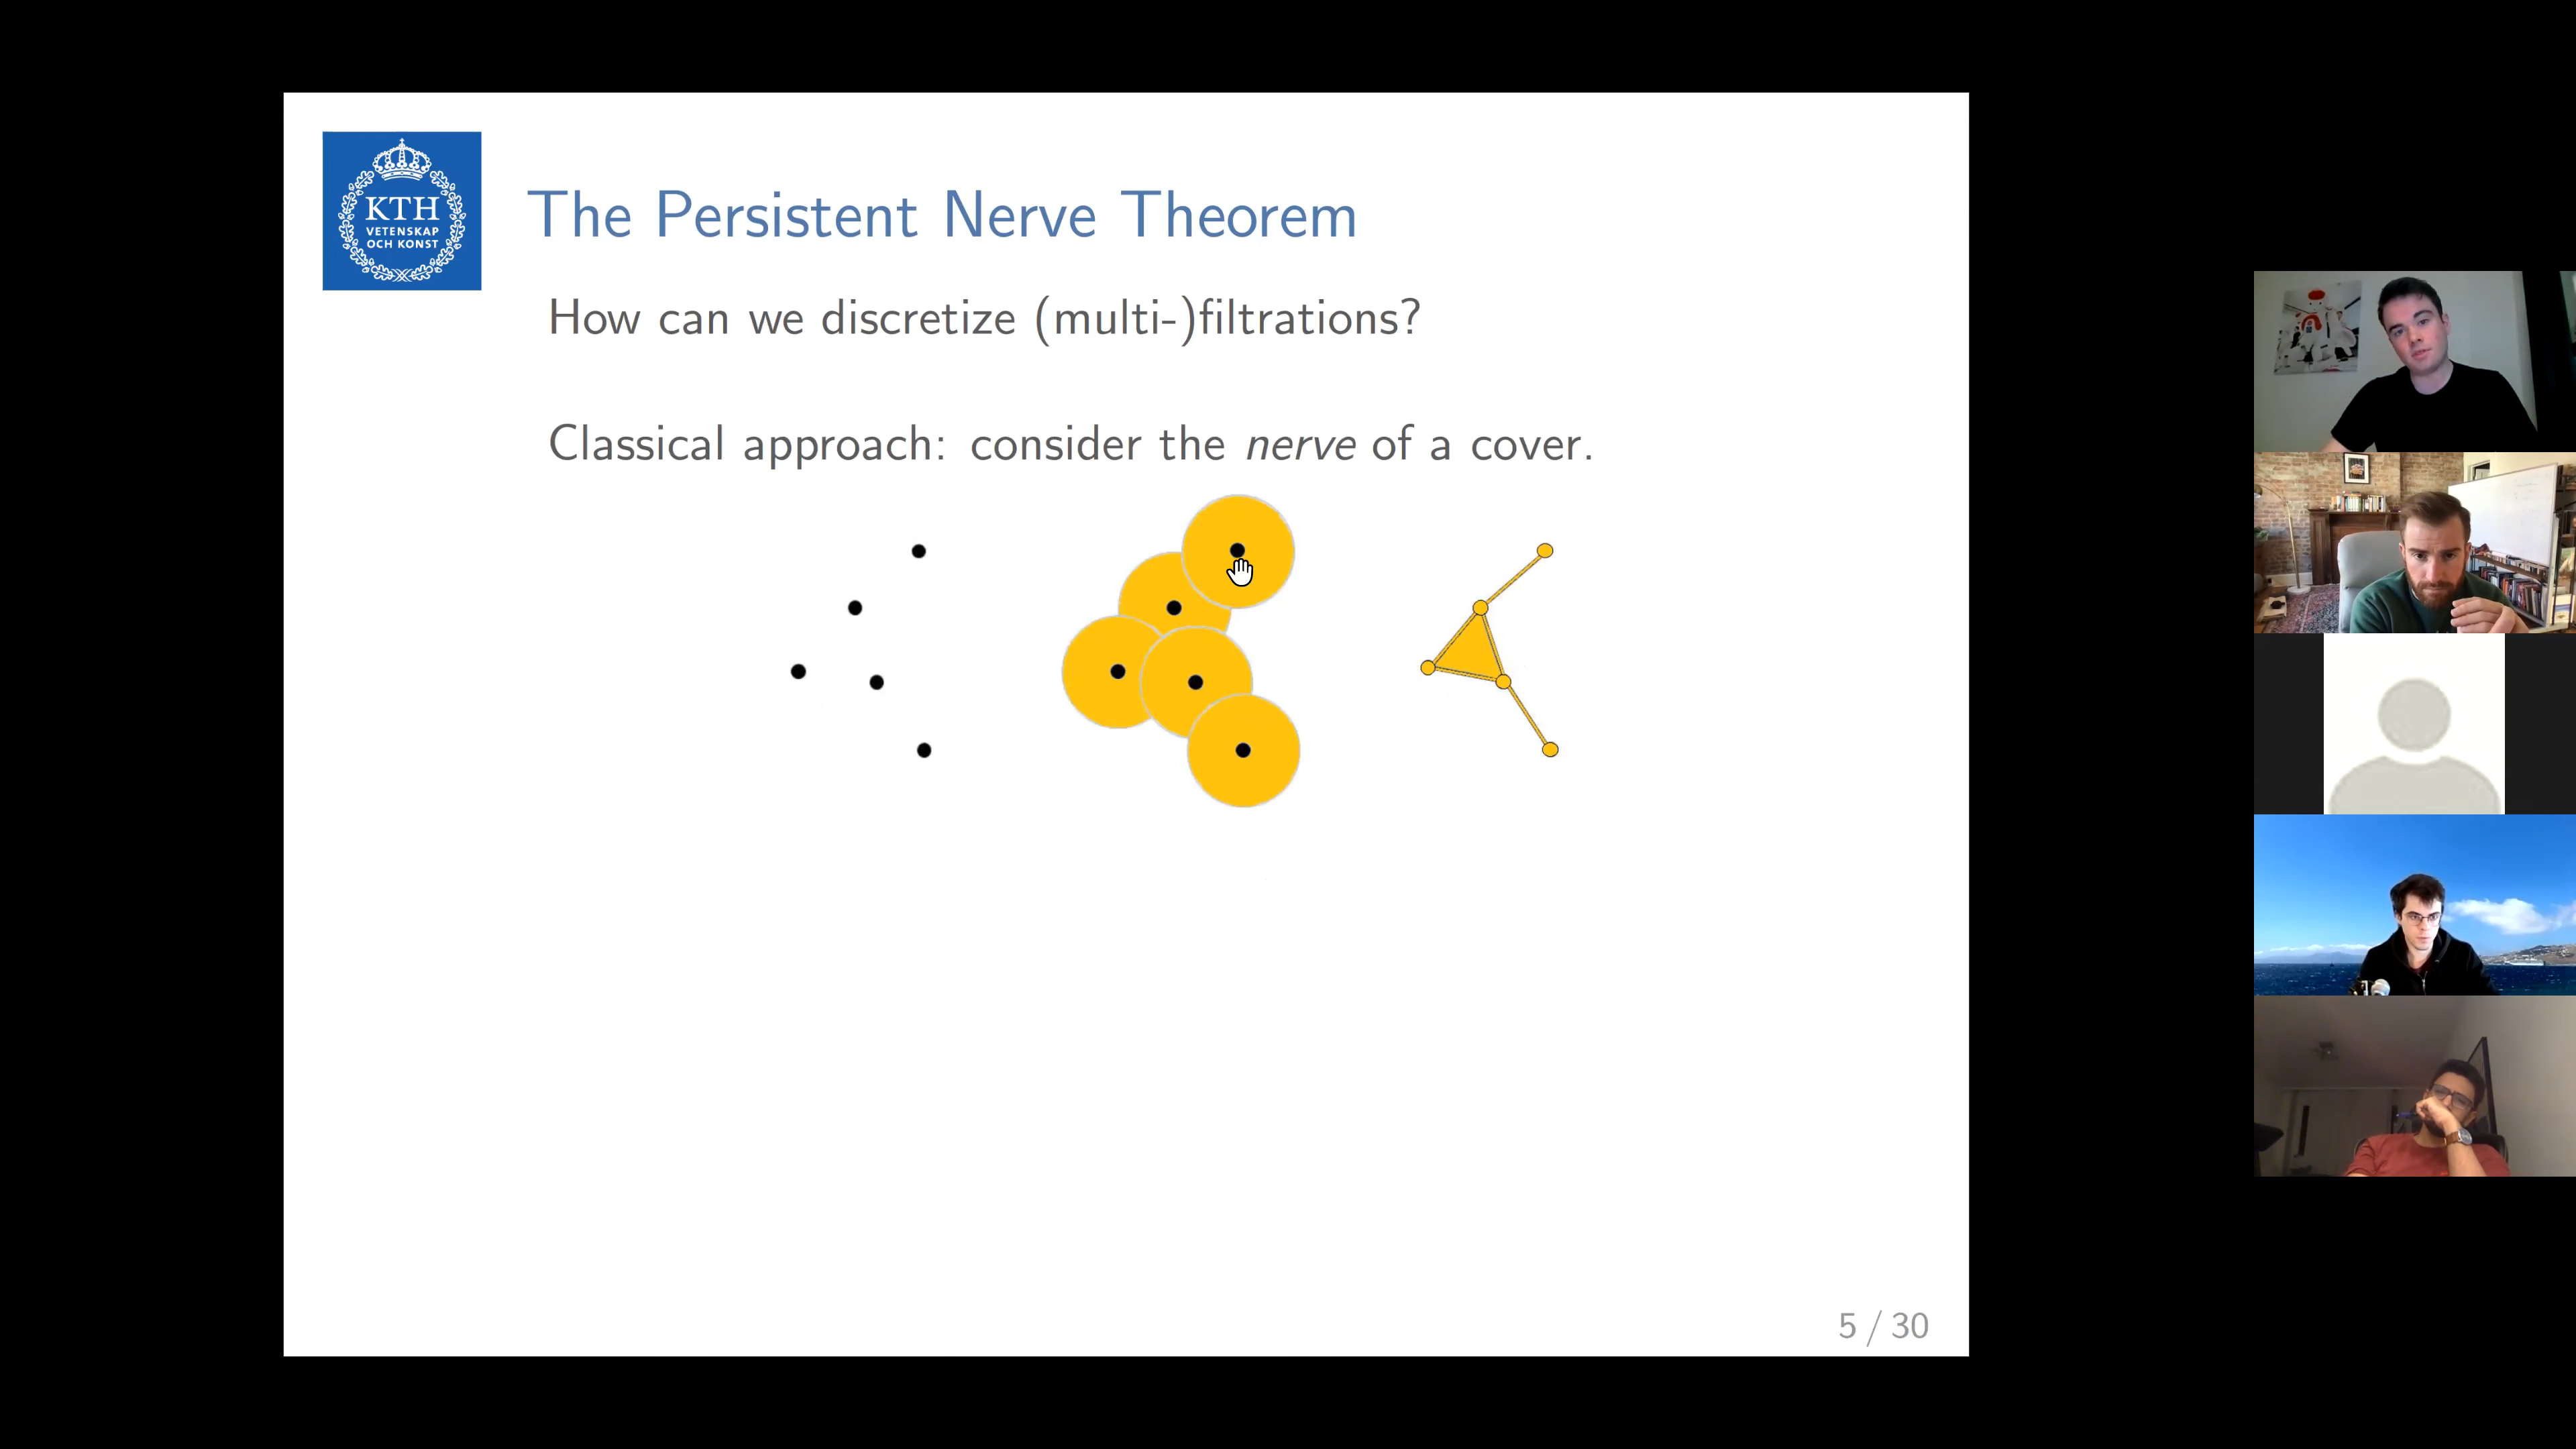 KTH
VETENSKAP
OCH KONST
The Persistent Nerve Theorem
How can we discretize (multi-)filtrations?
Classical approach: consider the nerve of a cover.
5 / 30